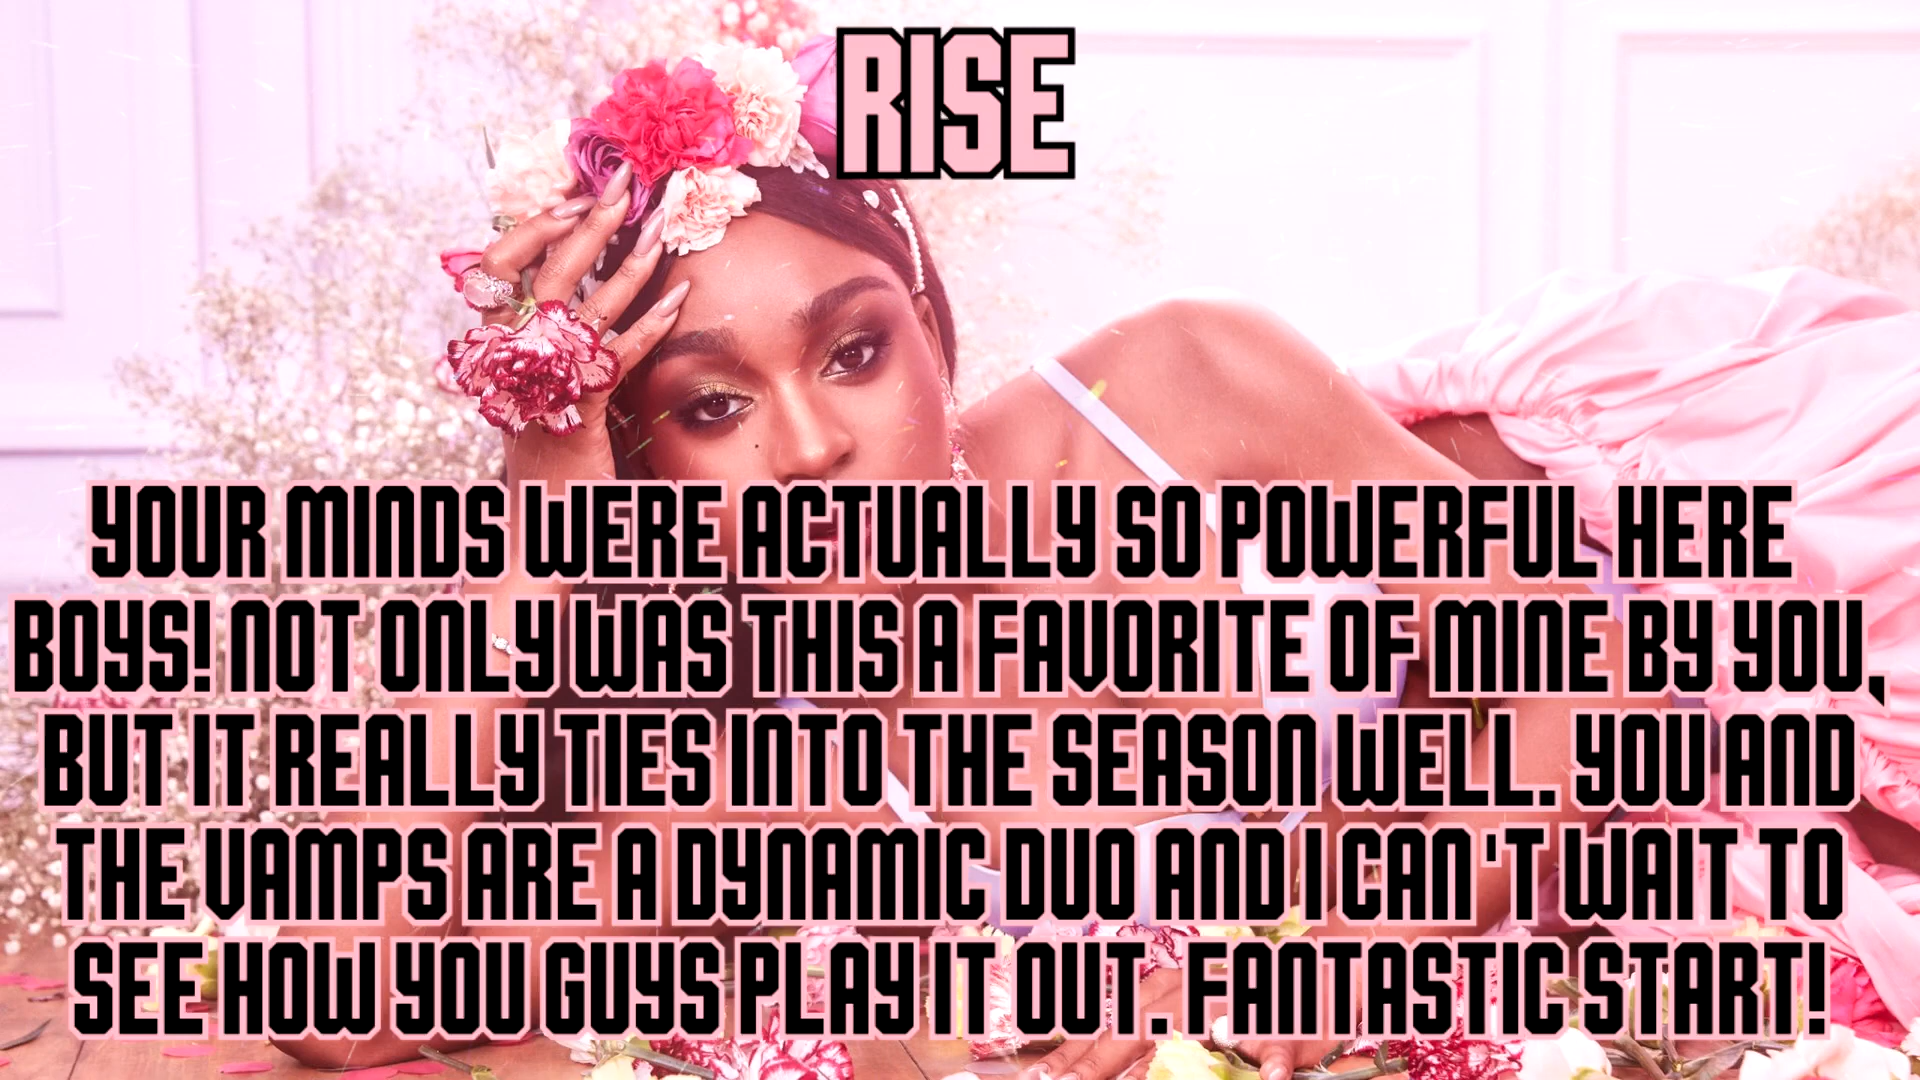 RISE
YOUR MINDS WERE ACTUALLY SO POWERFUL HERE
BOYS! NOT ONLY WAS THIS A FAVORITE OF MINE BY YOU,
BUT IT REALLY TIES INTO THE SEASON WELL. YOU AND
THE VAMPS ARE A DYNAMIC DUO AND I CAN'T WAIT TO
SEE HOW YOU GUYS PLAY IT OUT. FANTASTIC START!